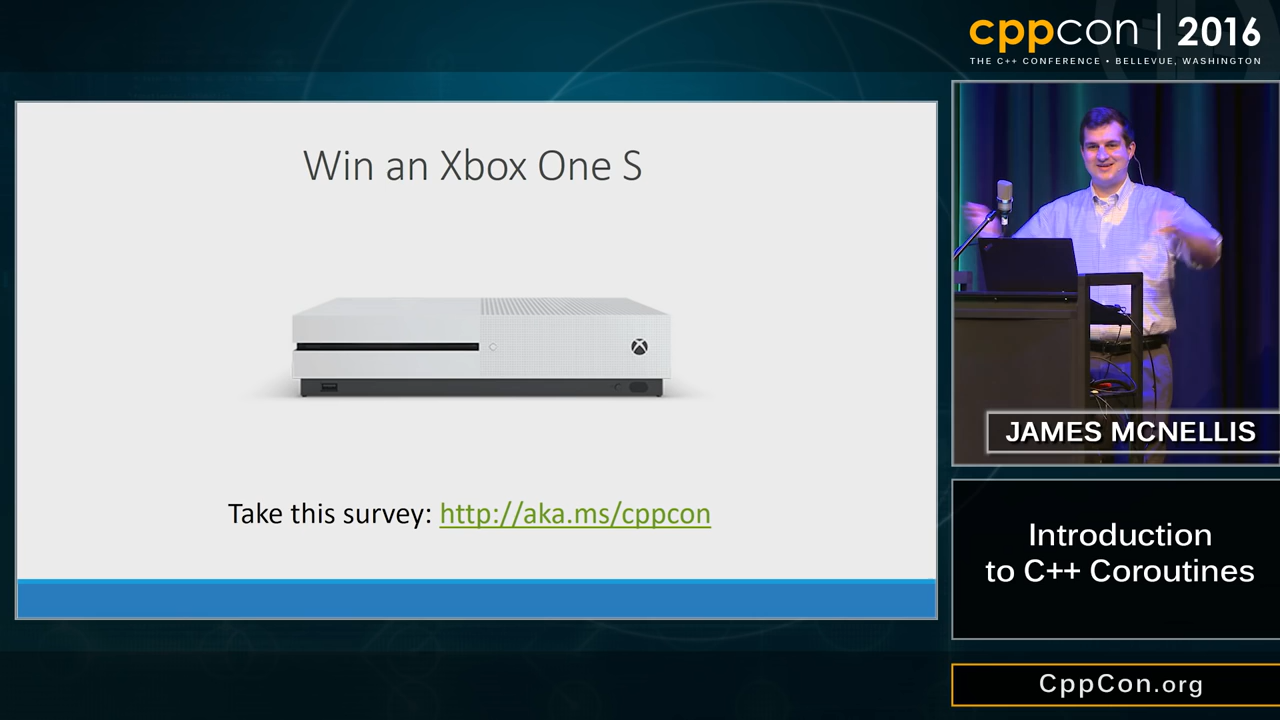 cppcon | 2016
THE C++ CONFERENCE • BELLEVUE, WASHINGTON
Win an Xbox One S
Take this survey: http://aka.ms/cppcon
JAMES MCNELLIS
Introduction
to C++ Coroutines
CppCon.org